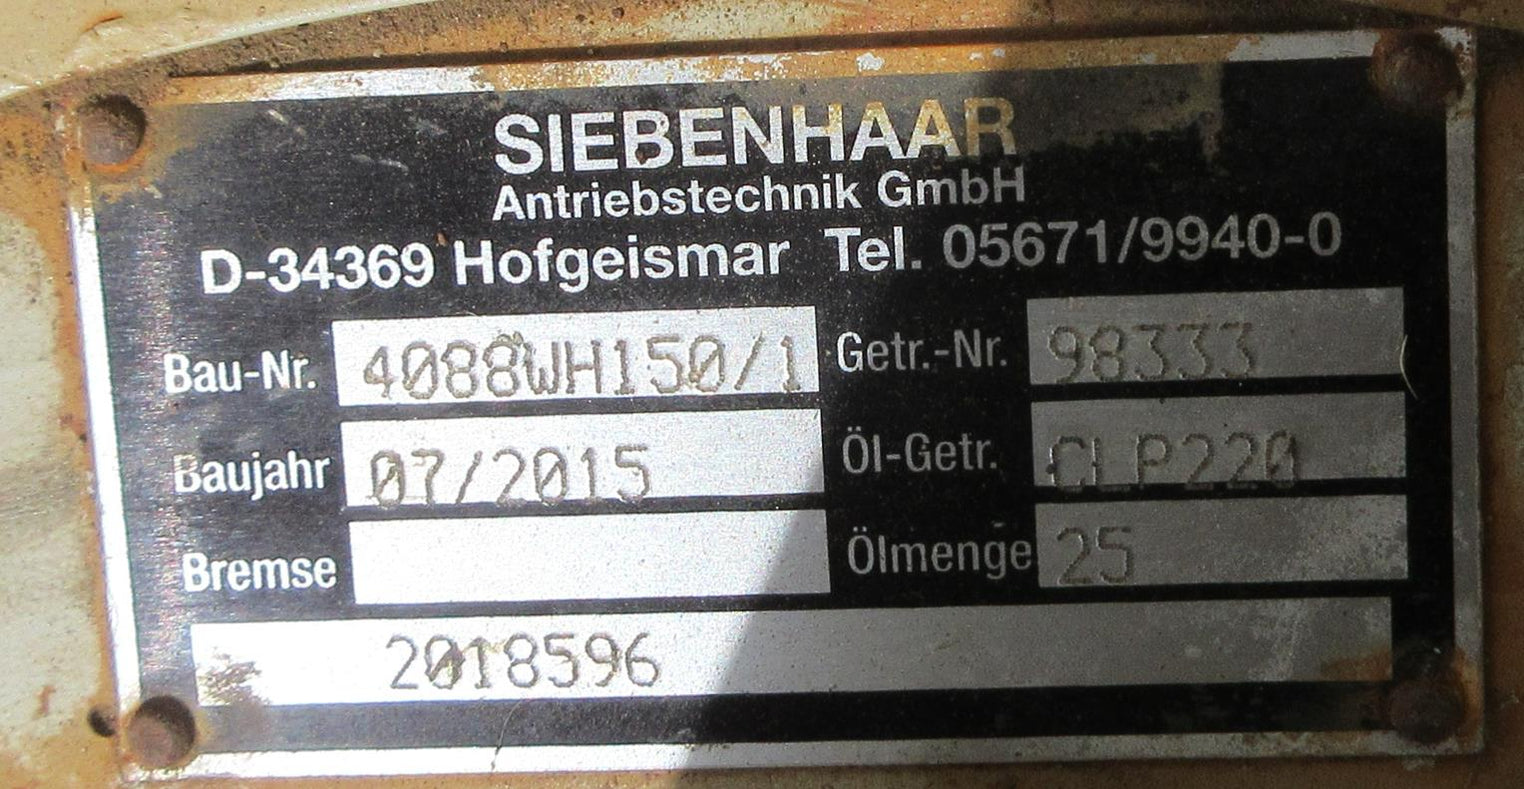 SIEBENHAAR
Antriebstechnik GmbH
D-34369 Hofgeismar Tel. 05671/9940-0
Bau-Nr. 4088WH150/1 Getr.-Nr. 98333
Baujahr 07/2015 Öl-Getr. CLP220
Bremse Ölmenge 25
2018596